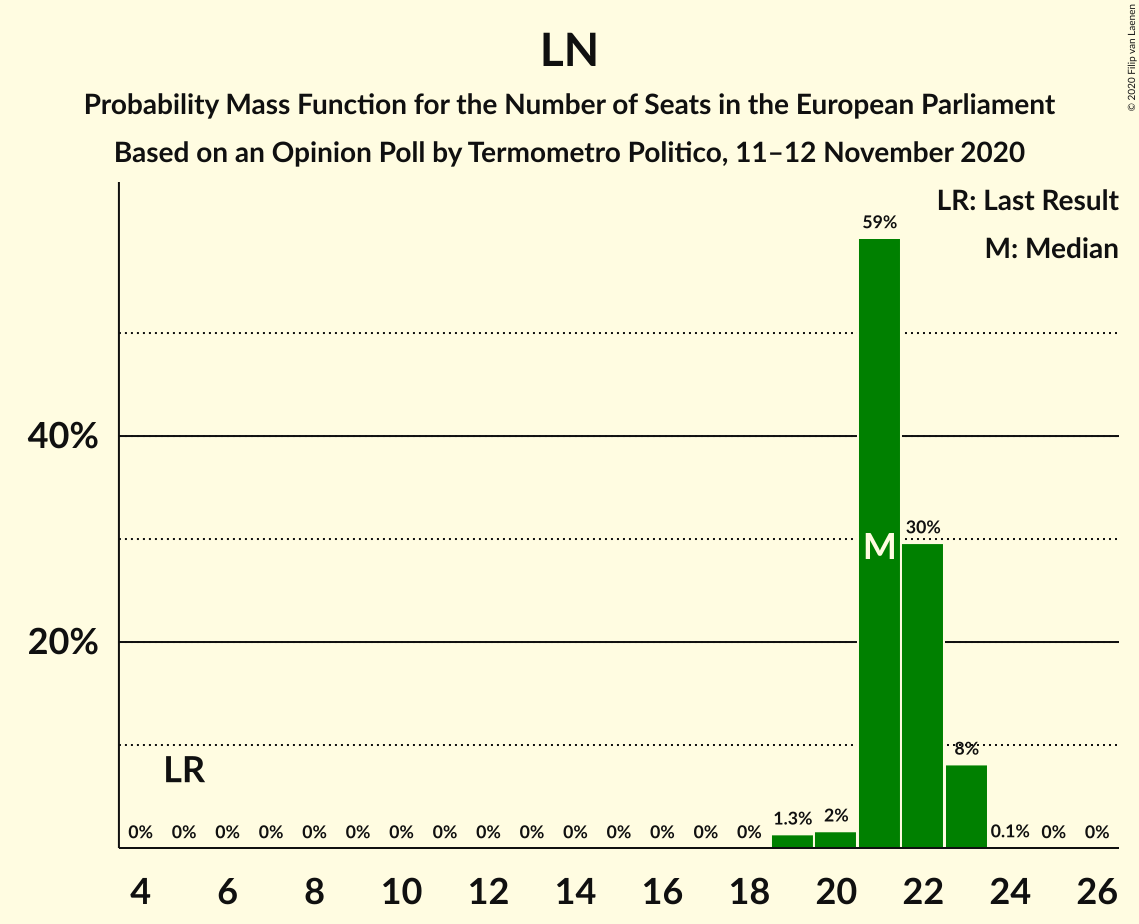 LN
Probability Mass Function for the Number of Seats in the European Parliament
Based on an Opinion Poll by Termometro Politico, 11–12 November 2020
© 2020 Filip van Laenen
LR: Last Result
M: Median
59%
40%
M
30%
20%
8%
LR
0% 0% 0% 0% 0% 0% 0% 0% 0% 0% 0% 0% 0% 0% 0% 1.3% 2% 0.1% 0% 0%
4 6 8 10 12 14 16 18 20 22 24 26